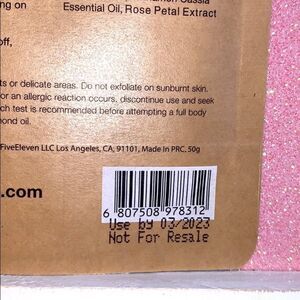 Cassia
ng on
Essential Oil, Rose Petal Extract
off,
ts or delicate areas. Do not exfoliate on sunburnt skin.
or an allergic reaction occurs, discontinue use and seek
ch test is recommended before attempting a full body
ond oil.
FiveEleven LLC Los Angeles, CA, 91101, Made In PRC, 50g
.com
6 807508 978312
Use by 03/2023
Not For Resale